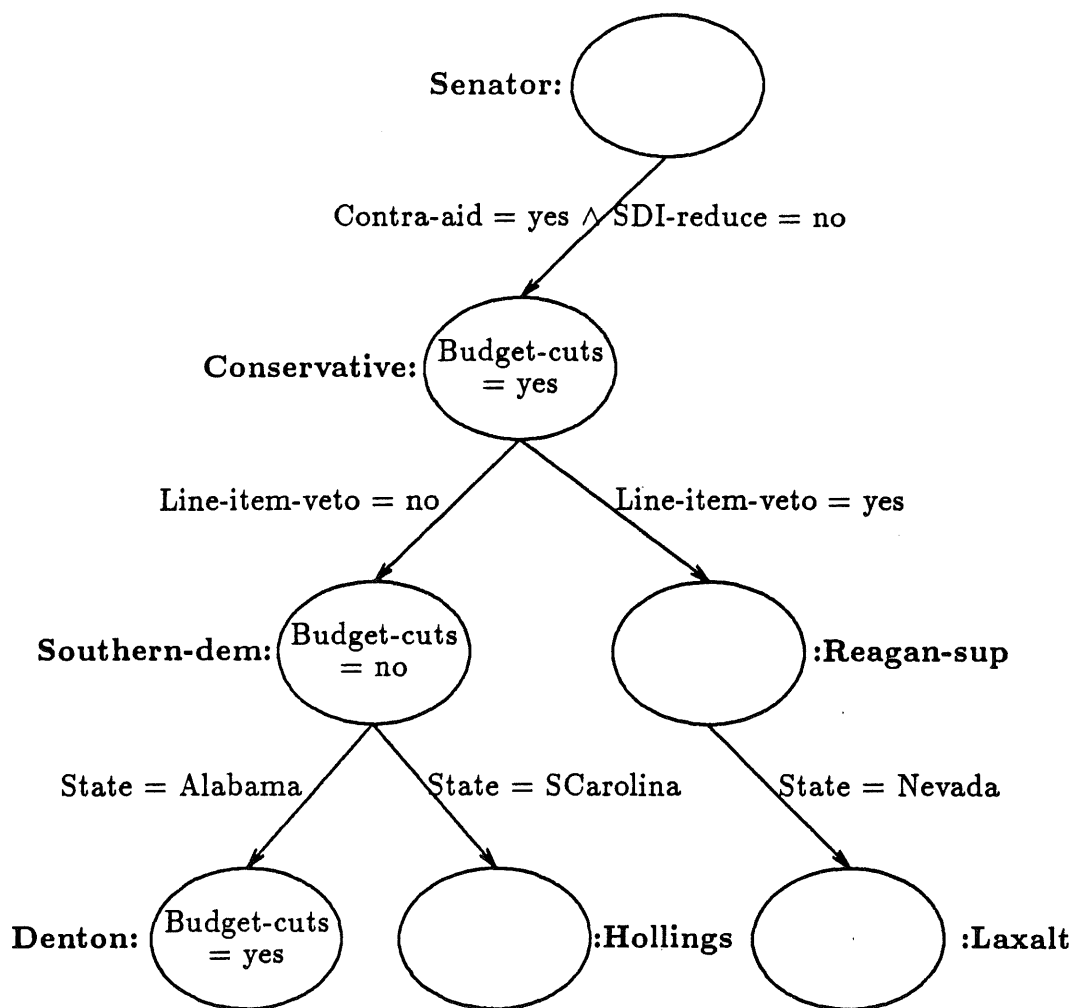 Senator:
Contra-aid = yes ∧ SDI-reduce = no
Conservative:
Budget-cuts
= yes
Line-item-veto = no
Line-item-veto = yes
Southern-dem:
Budget-cuts
= no
:Reagan-sup
State = Alabama
State = SCarolina
State = Nevada
Denton:
Budget-cuts
= yes
:Hollings
:Laxalt